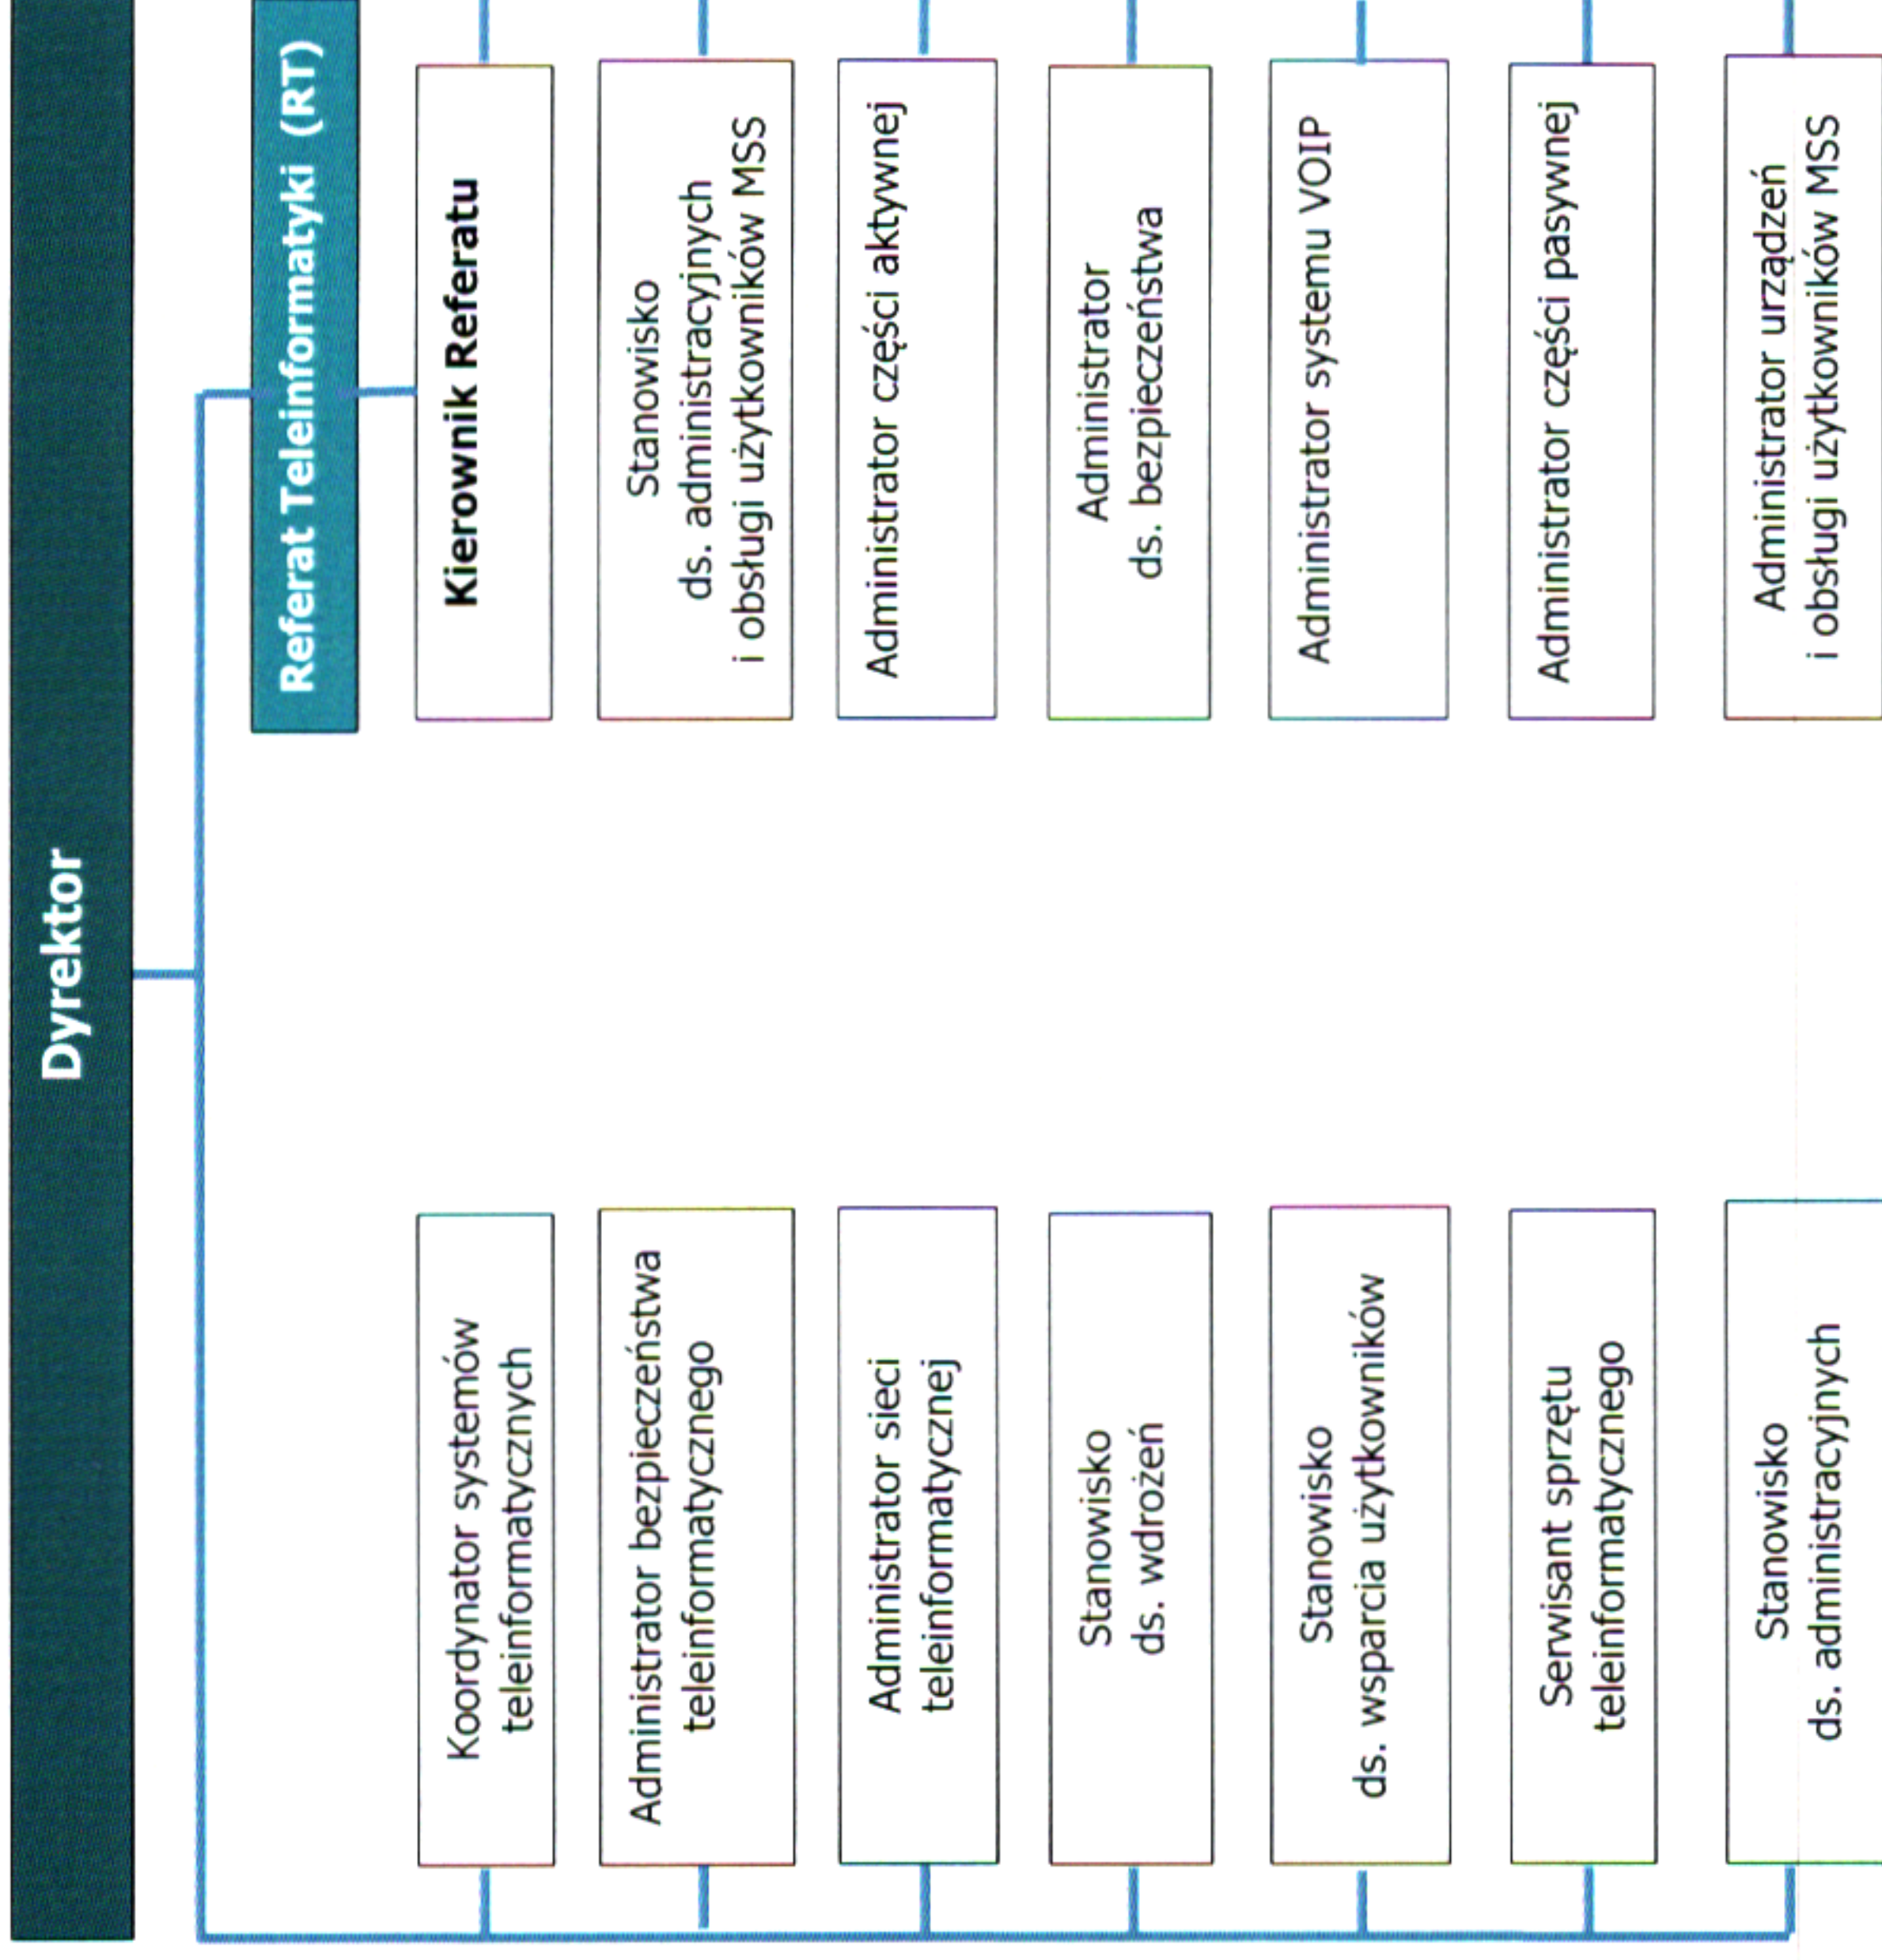 Dyrektor
Referat Teleinformatyki (RT)
Koordynator systemów
teleinformatycznych
Kierownik Referatu
Administrator bezpieczeństwa
teleinformatycznego
Stanowisko
ds. administracyjnych
i obsługi użytkowników MSS
Administrator sieci
teleinformatycznej
Administrator części aktywnej
Stanowisko
ds. wdrożeń
Administrator
ds. bezpieczeństwa
Stanowisko
ds. wsparcia użytkowników
Administrator systemu VOIP
Serwisant sprzętu
teleinformatycznego
Administrator części pasywnej
Stanowisko
ds. administracyjnych
Administrator urządzeń
i obsługi użytkowników MSS